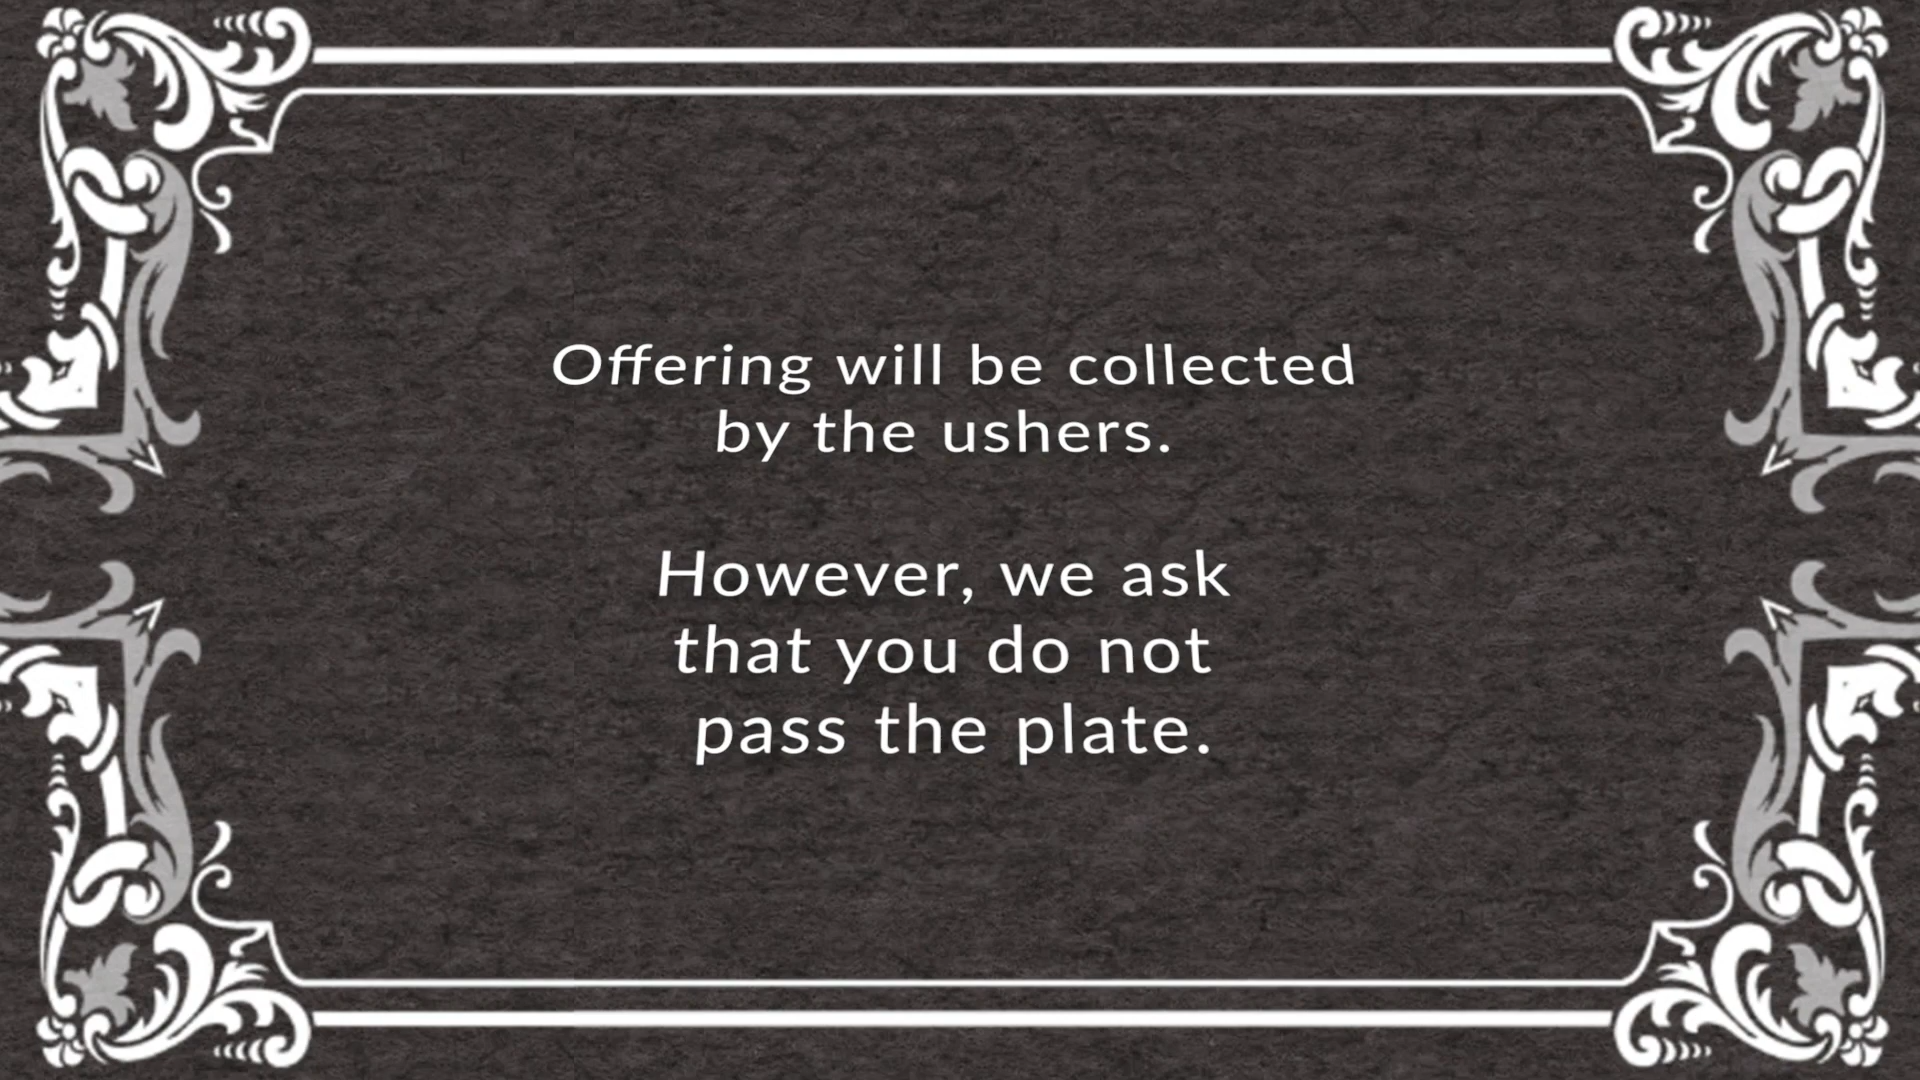 Offering will be collected
by the ushers.
However, we ask
that you do not
pass the plate.